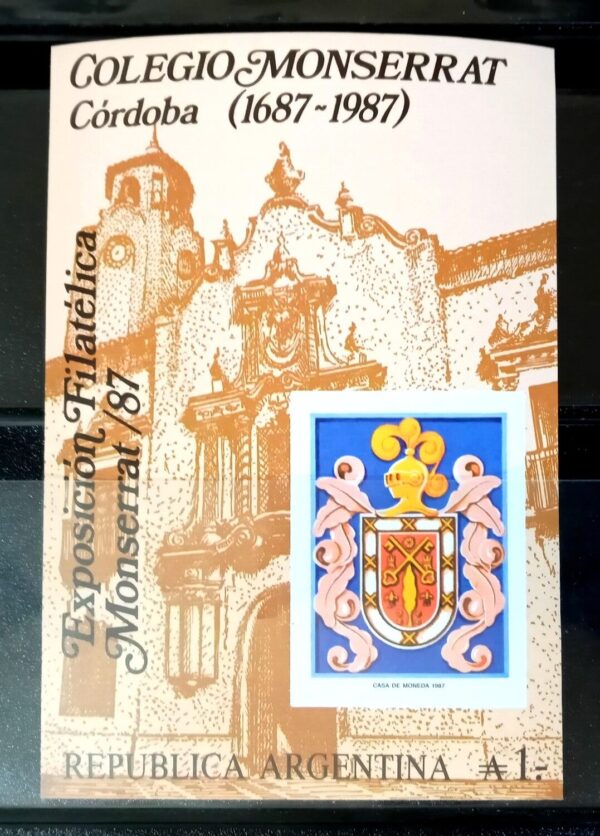 COLEGIO MONSERRAT
Córdoba (1687-1987)
Exposición Filatélica
Monserrat /87
CASA DE MONEDA 1987
REPUBLICA ARGENTINA ₳1.-